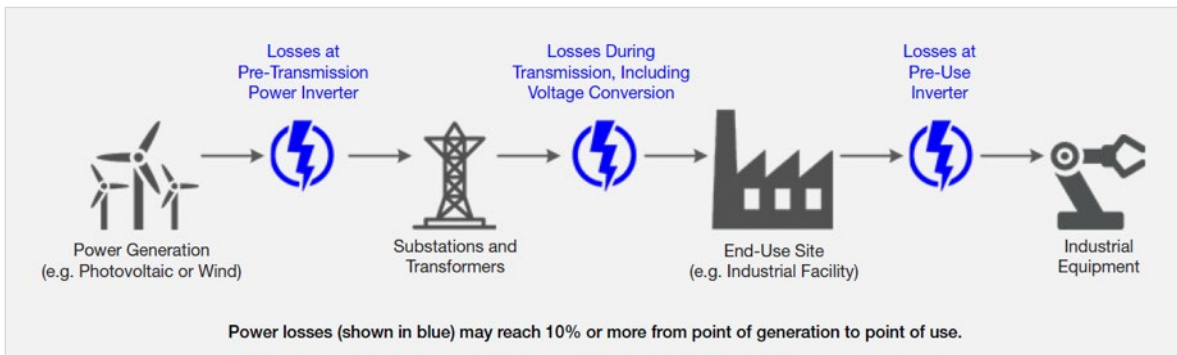 Losses at
Pre-Transmission
Power Inverter
Losses During
Transmission, Including
Voltage Conversion
Losses at
Pre-Use
Inverter
Power Generation
(e.g. Photovoltaic or Wind)
Substations and
Transformers
End-Use Site
(e.g. Industrial Facility)
Industrial
Equipment
Power losses (shown in blue) may reach 10% or more from point of generation to point of use.